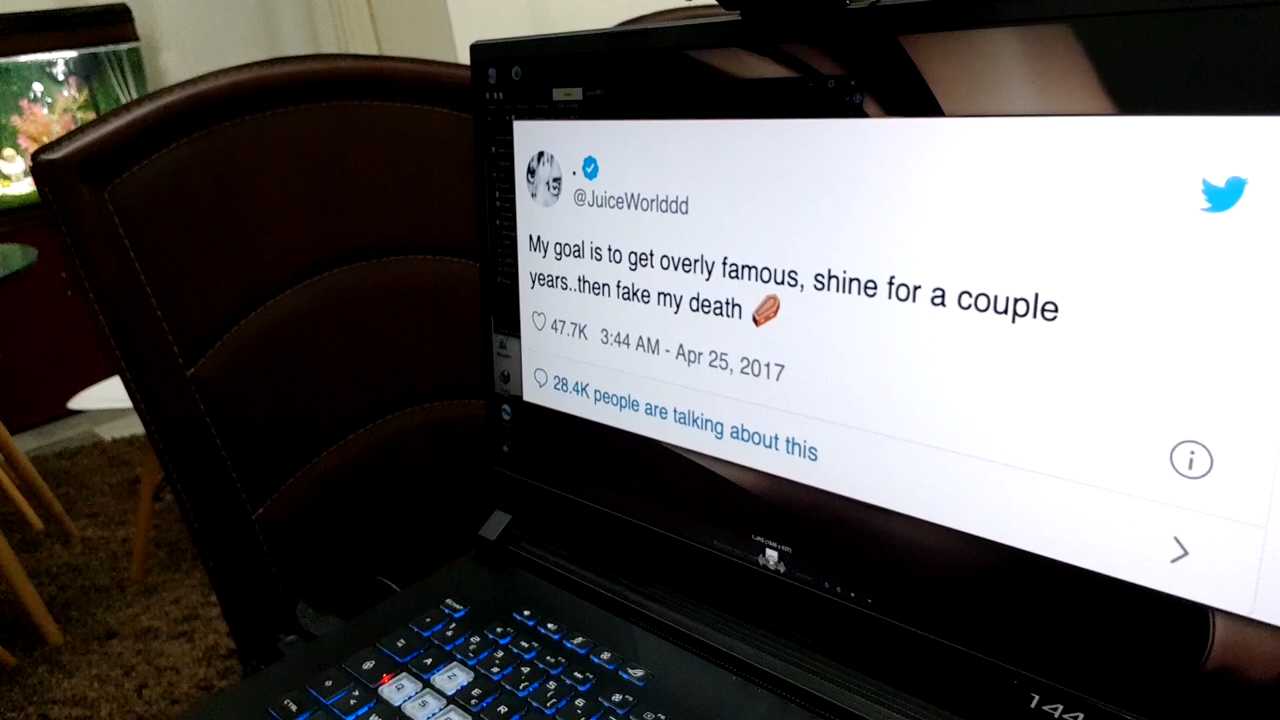 @JuiceWorlddd
My goal is to get overly famous, shine for a couple
years..then fake my death
47.7K 3:44 AM - Apr 25, 2017
28.4K people are talking about this
144